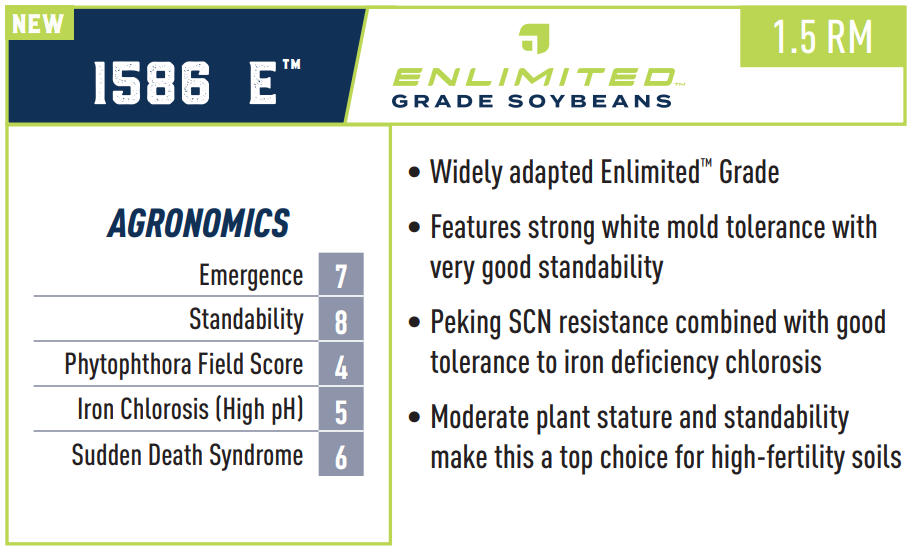 NEW
1586 E™
ENLIMITED™
GRADE SOYBEANS
1.5 RM
AGRONOMICS
Emergence 7
Standability 8
Phytophthora Field Score 4
Iron Chlorosis (High pH) 5
Sudden Death Syndrome 6
• Widely adapted Enlimited™ Grade
• Features strong white mold tolerance with
very good standability
• Peking SCN resistance combined with good
tolerance to iron deficiency chlorosis
• Moderate plant stature and standability
make this a top choice for high-fertility soils